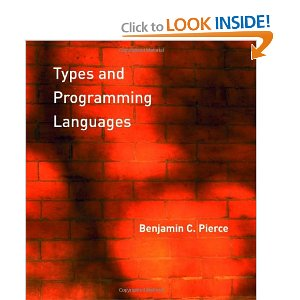 Click to LOOK INSIDE!
Types and
Programming
Languages
Benjamin C. Pierce